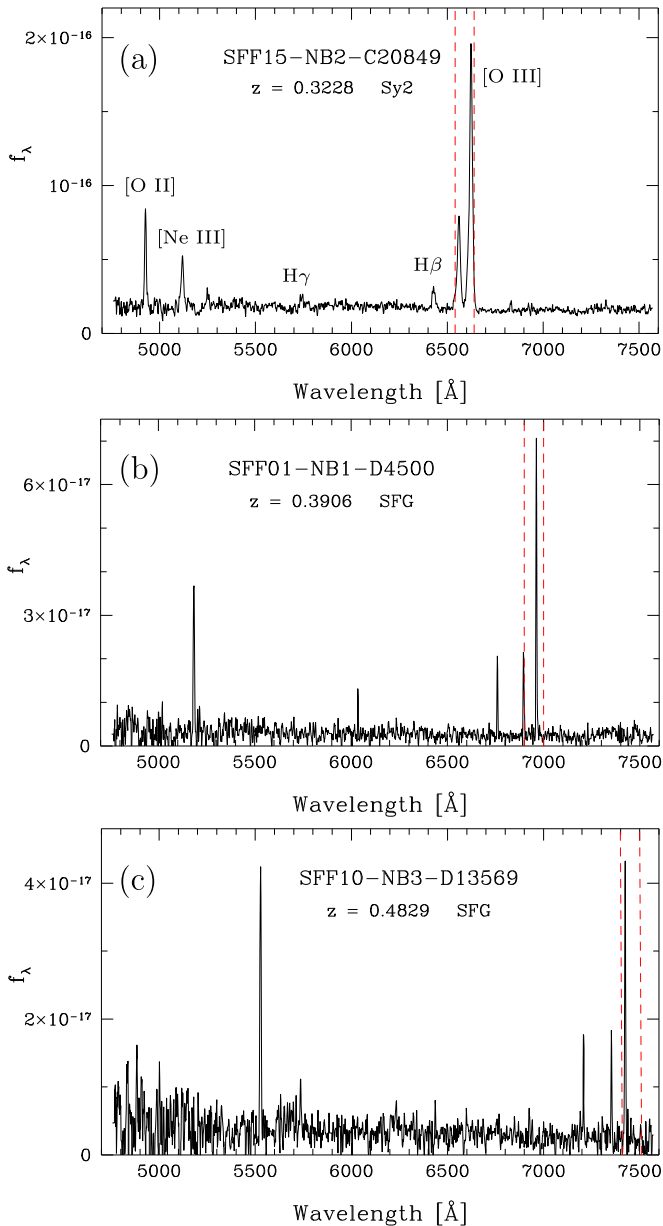 2×10⁻¹⁶
(a)
SFF15−NB2−C20849
z = 0.3228 Sy2
[O III]
f_λ
10⁻¹⁶
[O II]
[Ne III]
Hγ
Hβ
0
5000 5500 6000 6500 7000 7500
Wavelength [Å]
(b)
SFF01−NB1−D4500
z = 0.3906 SFG
6×10⁻¹⁷
f_λ
3×10⁻¹⁷
0
5000 5500 6000 6500 7000 7500
Wavelength [Å]
(c)
SFF10−NB3−D13569
4×10⁻¹⁷
z = 0.4829 SFG
f_λ
2×10⁻¹⁷
0
5000 5500 6000 6500 7000 7500
Wavelength [Å]